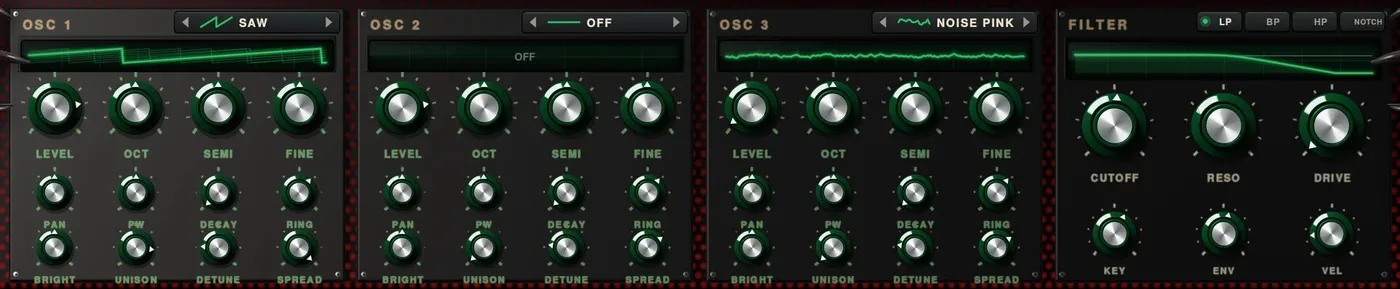 OSC 1
SAW
LEVEL OCT SEMI FINE
PAN PW DECAY RING
BRIGHT UNISON DETUNE SPREAD
OSC 2
OFF
OFF
LEVEL OCT SEMI FINE
PAN PW DECAY RING
BRIGHT UNISON DETUNE SPREAD
OSC 3
NOISE PINK
LEVEL OCT SEMI FINE
PAN PW DECAY RING
BRIGHT UNISON DETUNE SPREAD
FILTER
LP BP HP NOTCH
CUTOFF RESO DRIVE
KEY ENV VEL